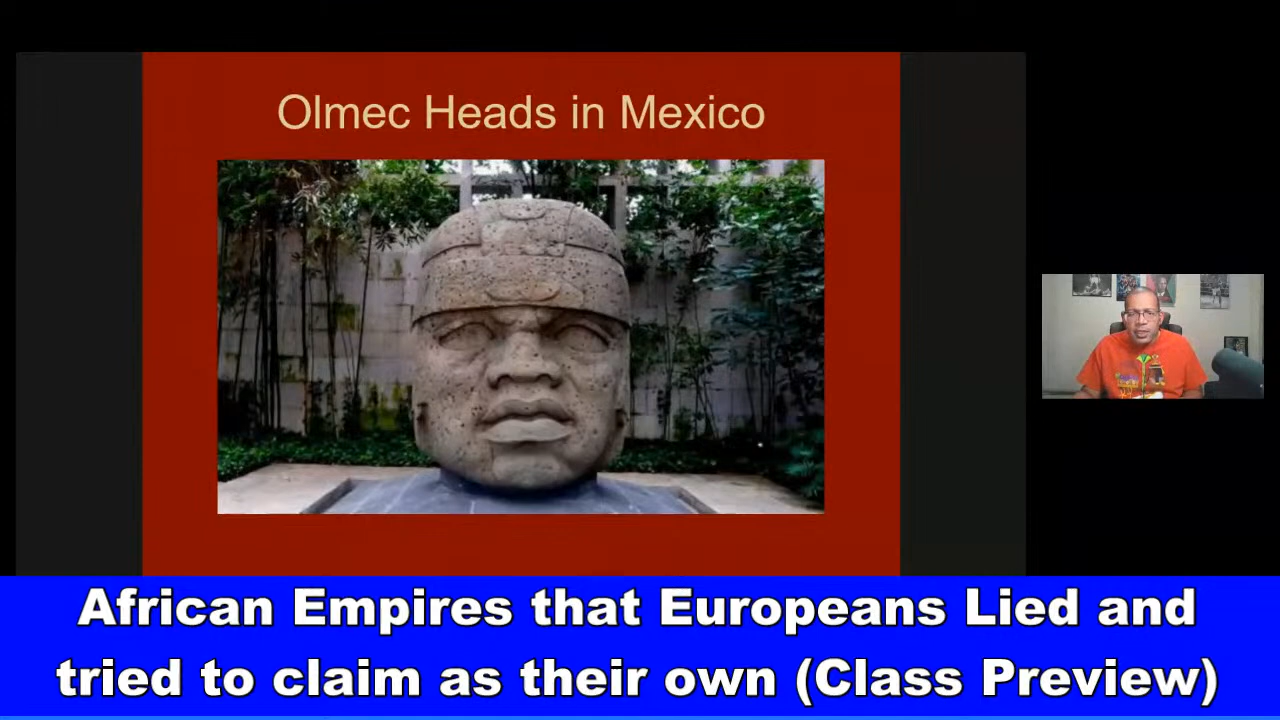 Olmec Heads in Mexico
African Empires that Europeans Lied and
tried to claim as their own (Class Preview)